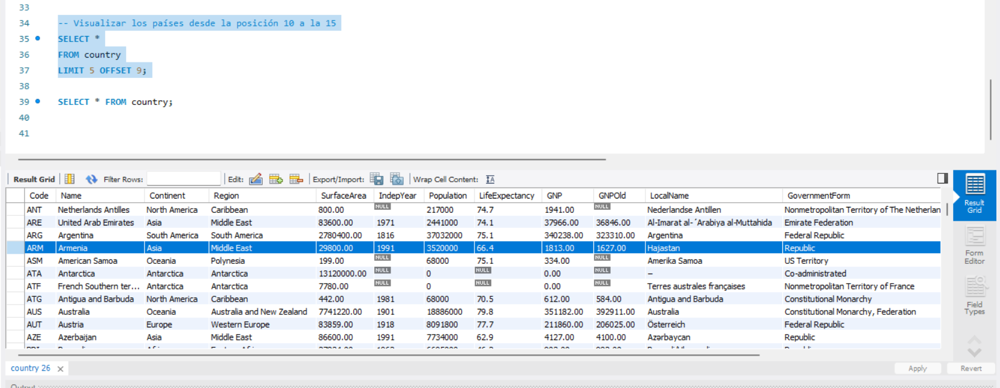 33
34 -- Visualizar los países desde la posición 10 a la 15
35 SELECT *
36 FROM country
37 LIMIT 5 OFFSET 9;
38
39 SELECT * FROM country;
40
41
Result Grid Filter Rows: Edit: Export/Import: Wrap Cell Content:
Code Name Continent Region SurfaceArea IndepYear Population LifeExpectancy GNP GNPOld LocalName GovernmentForm
ANT Netherlands Antilles North America Caribbean 800.00 NULL 217000 74.7 1941.00 NULL Nederlandse Antillen Nonmetropolitan Territory of The Netherlan
ARE United Arab Emirates Asia Middle East 83600.00 1971 2441000 74.1 37966.00 36846.00 Al-Imarat al-´Arabiya al-Muttahida Emirate Federation
ARG Argentina South America South America 2780400.00 1816 37032000 75.1 340238.00 323310.00 Argentina Federal Republic
ARM Armenia Asia Middle East 29800.00 1991 3520000 66.4 1813.00 1627.00 Hajastan Republic
ASM American Samoa Oceania Polynesia 199.00 NULL 68000 75.1 334.00 NULL Amerika Samoa US Territory
ATA Antarctica Antarctica Antarctica 13120000.00 NULL 0 NULL 0.00 NULL – Co-administrated
ATF French Southern ter... Antarctica Antarctica 7780.00 NULL 0 NULL 0.00 NULL Terres australes françaises Nonmetropolitan Territory of France
ATG Antigua and Barbuda North America Caribbean 442.00 1981 68000 70.5 612.00 584.00 Antigua and Barbuda Constitutional Monarchy
AUS Australia Oceania Australia and New Zealand 7741220.00 1901 18886000 79.8 351182.00 392911.00 Australia Constitutional Monarchy, Federation
AUT Austria Europe Western Europe 83859.00 1918 8091800 77.7 211860.00 206025.00 Österreich Federal Republic
AZE Azerbaijan Asia Middle East 86600.00 1991 7734000 62.9 4127.00 4100.00 Azərbaycan Republic
Result
Grid
Form
Editor
Field
Types
country 26 Apply Revert
Output